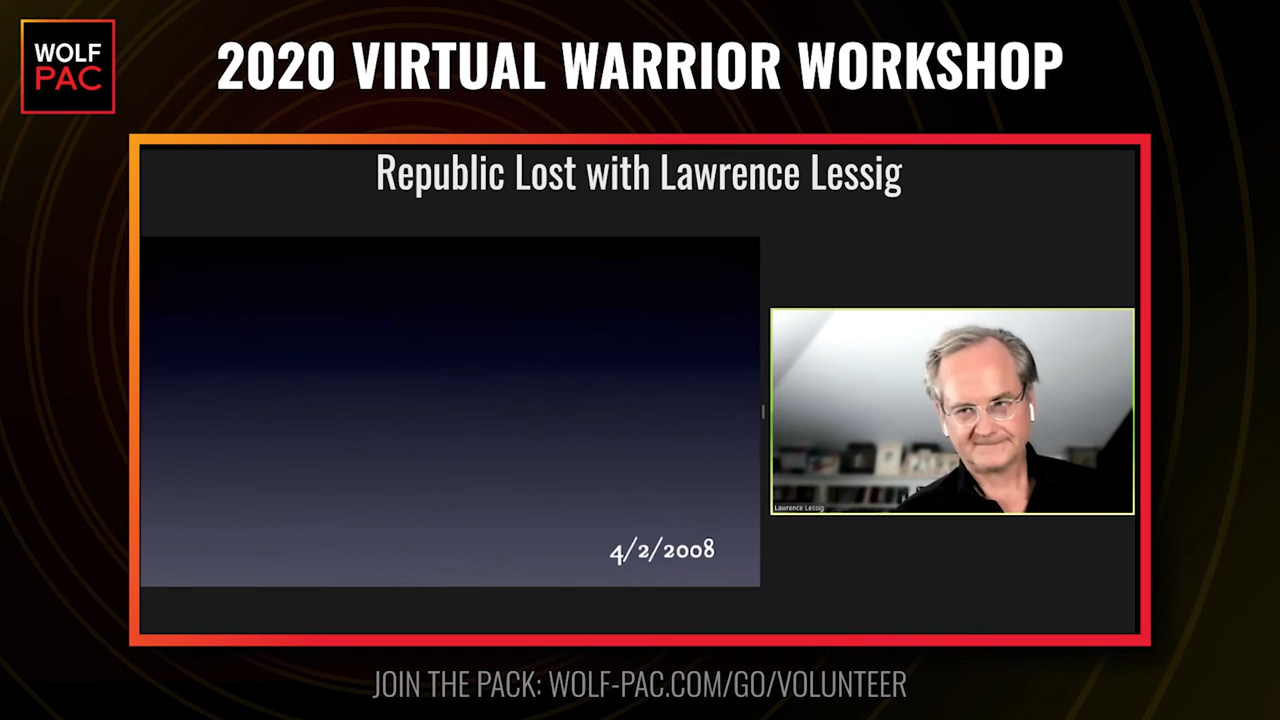 WOLF
PAC
2020 VIRTUAL WARRIOR WORKSHOP
Republic Lost with Lawrence Lessig
4/2/2008
Lawrence Lessig
JOIN THE PACK: WOLF-PAC.COM/GO/VOLUNTEER